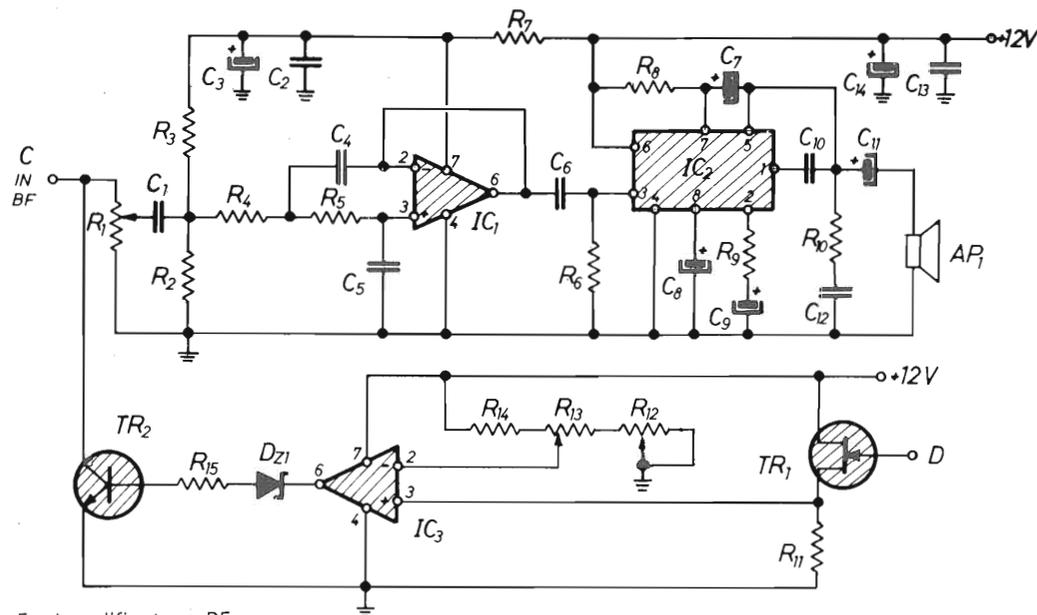 +12V
R7
C3
C2
C7
R8
C14
C13
R3
C4
C
IN
BF
C1
R4
R5
2
-
7
6
3
+
4
IC1
C6
6
7
5
IC2
1
3
4
8
2
C10
C11
R1
R2
C5
R6
C8
R9
C9
R10
C12
AP1
+12V
R14
R13
R12
TR2
R15
DZ1
6
7
2
-
3
+
4
IC3
TR1
D
R11